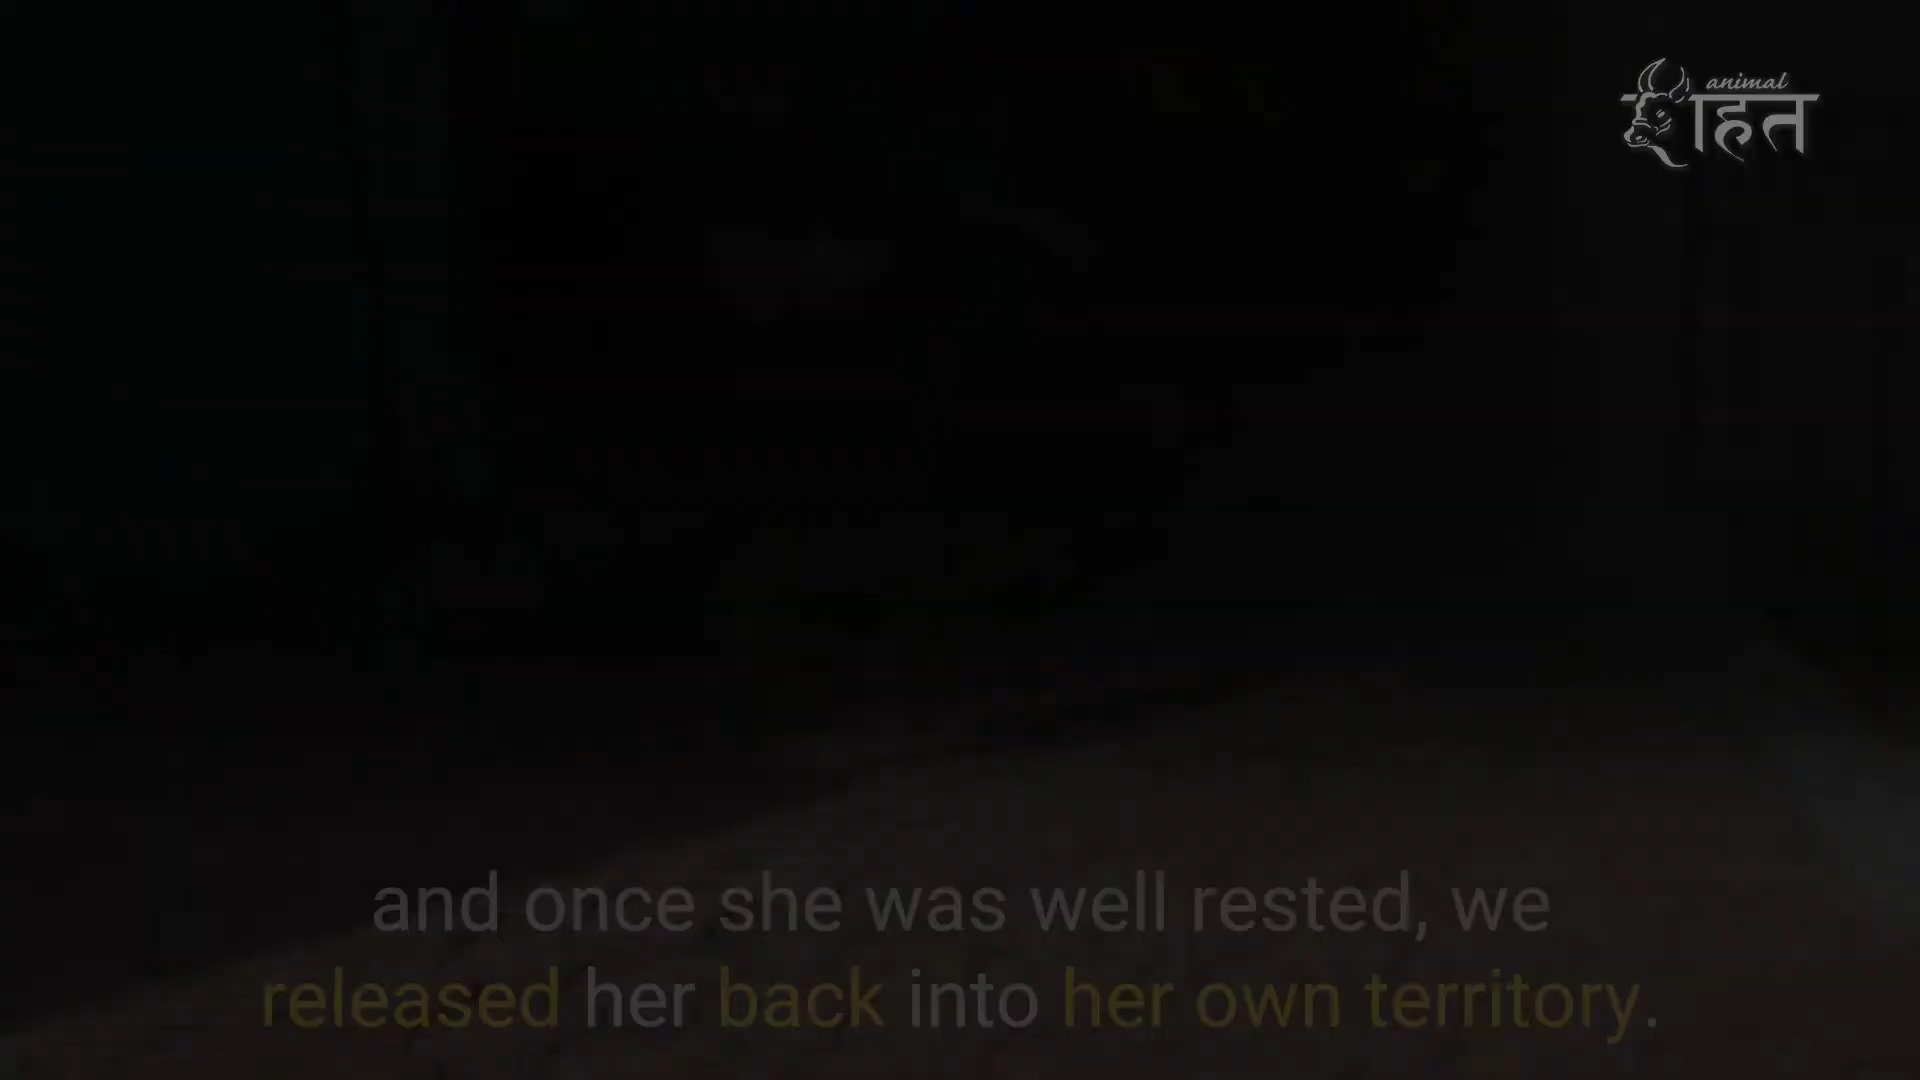 animal
राहत
and once she was well rested, we
released her back into her own territory.